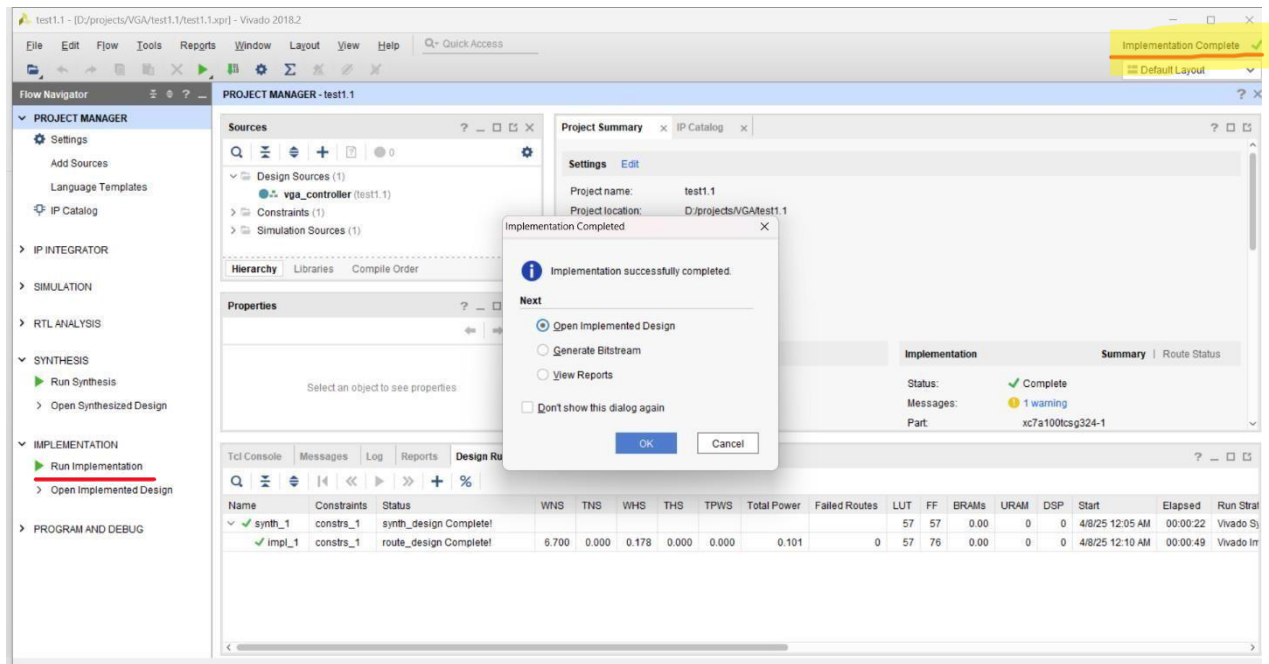 test1.1 - [D:/projects/VGA/test1.1/test1.1.xpr] - Vivado 2018.2
File Edit Flow Tools Reports Window Layout View Help Quick Access
Implementation Complete
Default Layout
Flow Navigator
PROJECT MANAGER - test1.1
PROJECT MANAGER
Settings
Add Sources
Language Templates
IP Catalog
IP INTEGRATOR
SIMULATION
RTL ANALYSIS
SYNTHESIS
Run Synthesis
Open Synthesized Design
IMPLEMENTATION
Run Implementation
Open Implemented Design
PROGRAM AND DEBUG
Sources
0
Design Sources (1)
vga_controller (test1.1)
Constraints (1)
Simulation Sources (1)
Hierarchy Libraries Compile Order
Properties
Select an object to see properties
Project Summary IP Catalog
Settings Edit
Project name: test1.1
Project location: D:/projects/VGA/test1.1
Implementation Summary | Route Status
Status: Complete
Messages: 1 warning
Part: xc7a100tcsg324-1
Implementation Completed
Implementation successfully completed.
Next
Open Implemented Design
Generate Bitstream
View Reports
Don't show this dialog again
OK Cancel
Tcl Console Messages Log Reports Design Ru
Name Constraints Status WNS TNS WHS THS TPWS Total Power Failed Routes LUT FF BRAMs URAM DSP Start Elapsed Run Strat
synth_1 constrs_1 synth_design Complete! 57 57 0.00 0 0 4/8/25 12:05 AM 00:00:22 Vivado Sy
impl_1 constrs_1 route_design Complete! 6.700 0.000 0.178 0.000 0.000 0.101 0 57 76 0.00 0 0 4/8/25 12:10 AM 00:00:49 Vivado Im